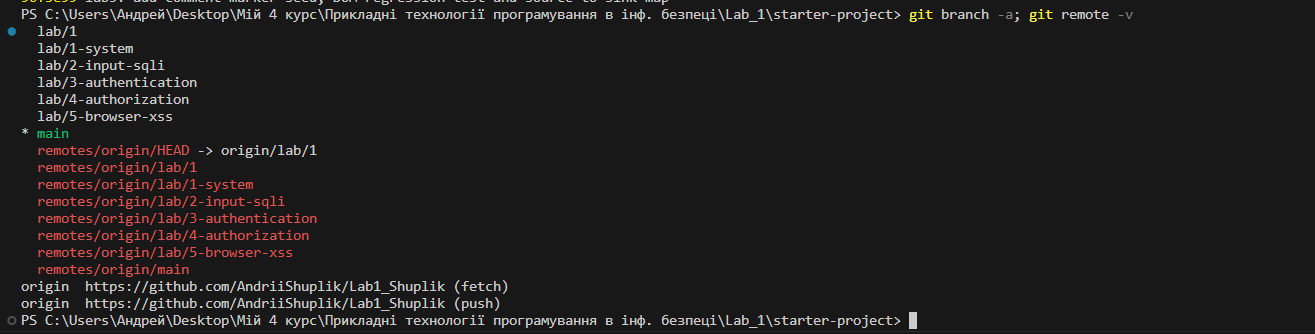 PS C:\Users\Андрей\Desktop\Мій 4 курс\Прикладні технології програмування в інф. безпеці\Lab_1\starter-project> git branch -a; git remote -v
  lab/1
  lab/1-system
  lab/2-input-sqli
  lab/3-authentication
  lab/4-authorization
  lab/5-browser-xss
* main
  remotes/origin/HEAD -> origin/lab/1
  remotes/origin/lab/1
  remotes/origin/lab/1-system
  remotes/origin/lab/2-input-sqli
  remotes/origin/lab/3-authentication
  remotes/origin/lab/4-authorization
  remotes/origin/lab/5-browser-xss
  remotes/origin/main
origin  https://github.com/AndriiShuplik/Lab1_Shuplik (fetch)
origin  https://github.com/AndriiShuplik/Lab1_Shuplik (push)
PS C:\Users\Андрей\Desktop\Мій 4 курс\Прикладні технології програмування в інф. безпеці\Lab_1\starter-project>